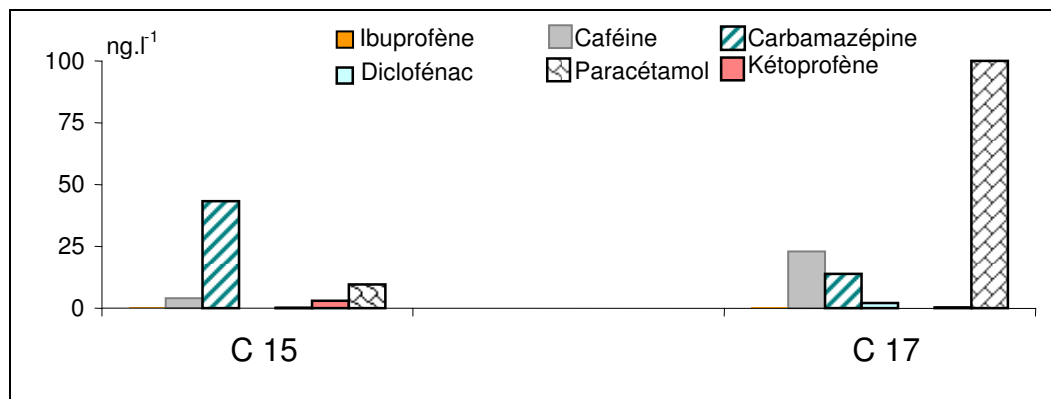 ng.l-1
Ibuprofène Caféine Carbamazépine
Diclofénac Paracétamol Kétoprofène
100
75
50
25
0
C 15 C 17